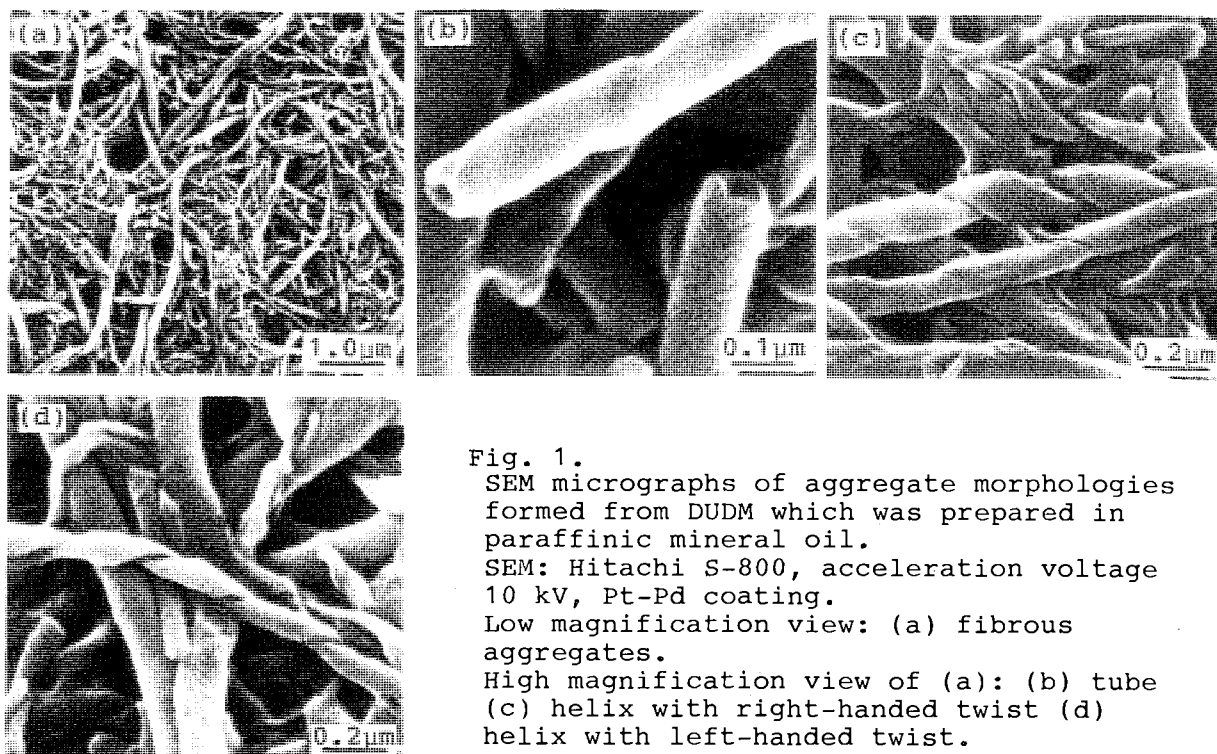 (a)
(b)
(c)
1.0µm
0.1µm
0.2µm
(d)
0.2µm
Fig. 1.
SEM micrographs of aggregate morphologies
formed from DUDM which was prepared in
paraffinic mineral oil.
SEM: Hitachi S-800, acceleration voltage
10 kV, Pt-Pd coating.
Low magnification view: (a) fibrous
aggregates.
High magnification view of (a): (b) tube
(c) helix with right-handed twist (d)
helix with left-handed twist.